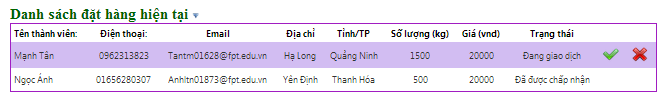 Danh sách đặt hàng hiện tại
Tên thành viên: Điện thoại: Email Địa chỉ Tỉnh/TP Số lượng (kg) Giá (vnđ) Trạng thái
Mạnh Tân 0962313823 Tantm01628@fpt.edu.vn Hạ Long Quảng Ninh 1500 20000 Đang giao dịch
Ngọc Ánh 01656280307 Anhltn01873@fpt.edu.vn Yên Định Thanh Hóa 500 20000 Đã được chấp nhận